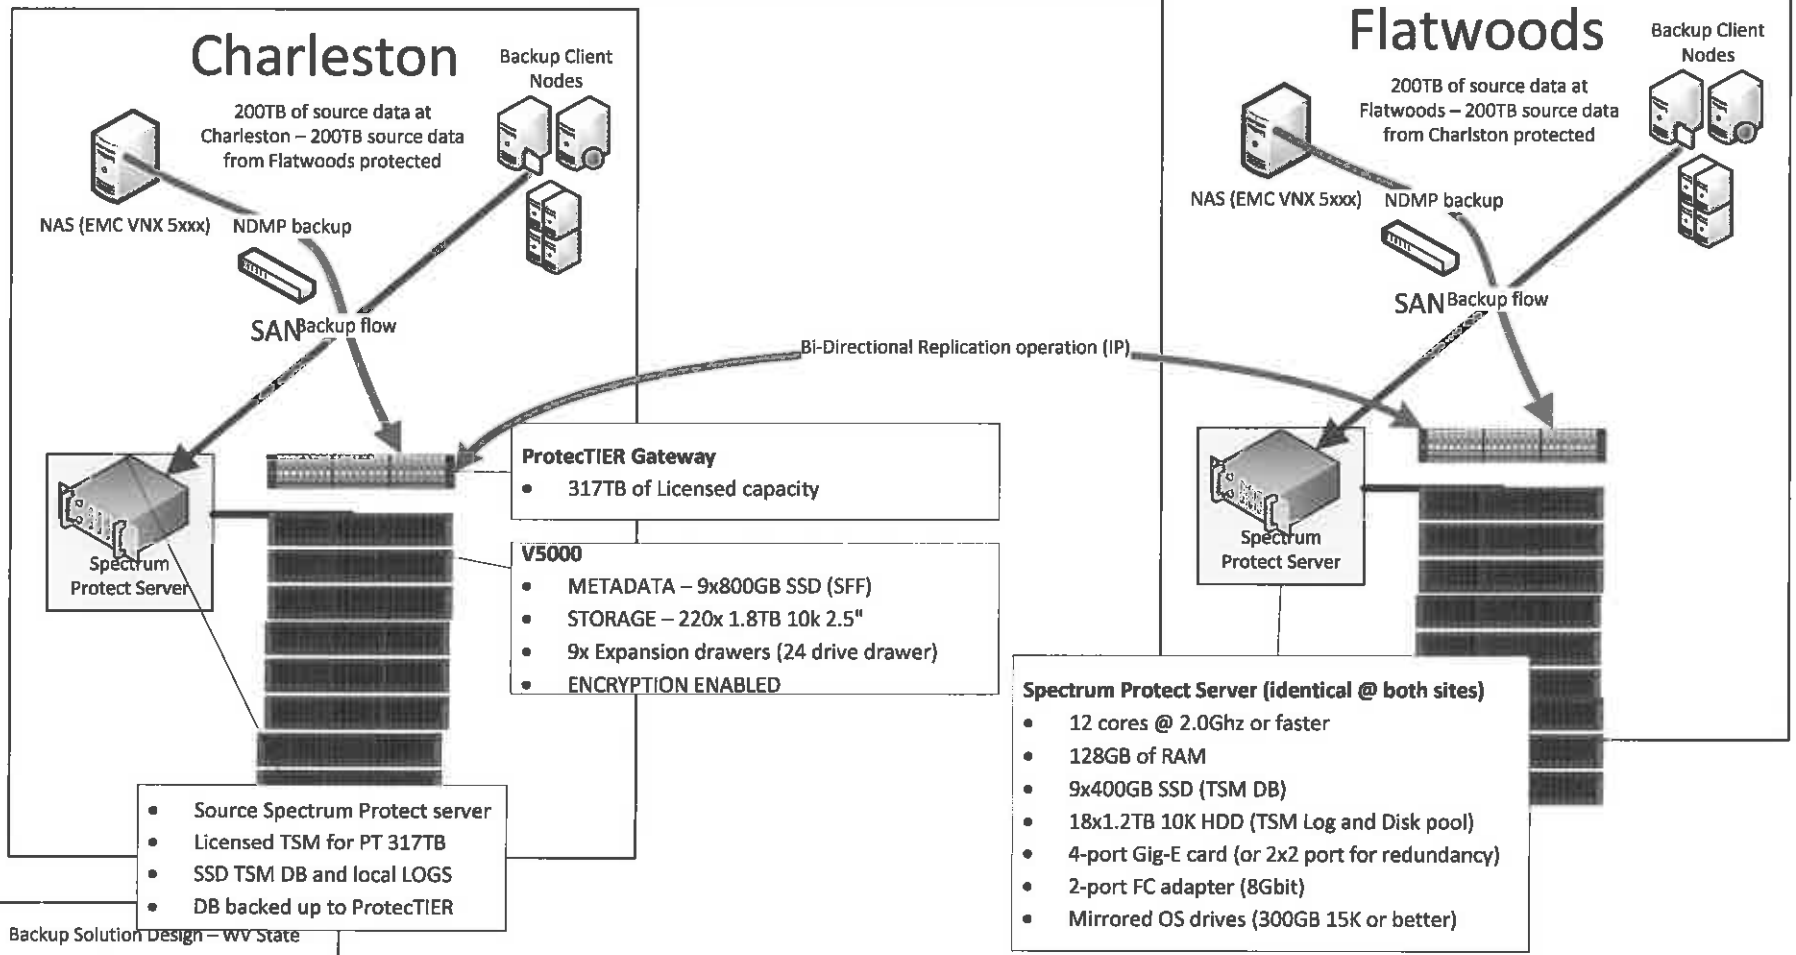 Charleston
Backup Client
Nodes
200TB of source data at
Charleston – 200TB source data
from Flatwoods protected
NAS (EMC VNX 5xxx)
NDMP backup
SAN
Backup flow
Spectrum
Protect Server
ProtecTIER Gateway
• 317TB of Licensed capacity
V5000
• METADATA – 9x800GB SSD (SFF)
• STORAGE – 220x 1.8TB 10k 2.5"
• 9x Expansion drawers (24 drive drawer)
• ENCRYPTION ENABLED
• Source Spectrum Protect server
• Licensed TSM for PT 317TB
• SSD TSM DB and local LOGS
• DB backed up to ProtecTIER
Backup Solution Design – WV State
Bi-Directional Replication operation (IP)
Flatwoods
Backup Client
Nodes
200TB of source data at
Flatwoods – 200TB source data
from Charlston protected
NAS (EMC VNX 5xxx)
NDMP backup
SAN
Backup flow
Spectrum
Protect Server
Spectrum Protect Server (identical @ both sites)
• 12 cores @ 2.0Ghz or faster
• 128GB of RAM
• 9x400GB SSD (TSM DB)
• 18x1.2TB 10K HDD (TSM Log and Disk pool)
• 4-port Gig-E card (or 2x2 port for redundancy)
• 2-port FC adapter (8Gbit)
• Mirrored OS drives (300GB 15K or better)